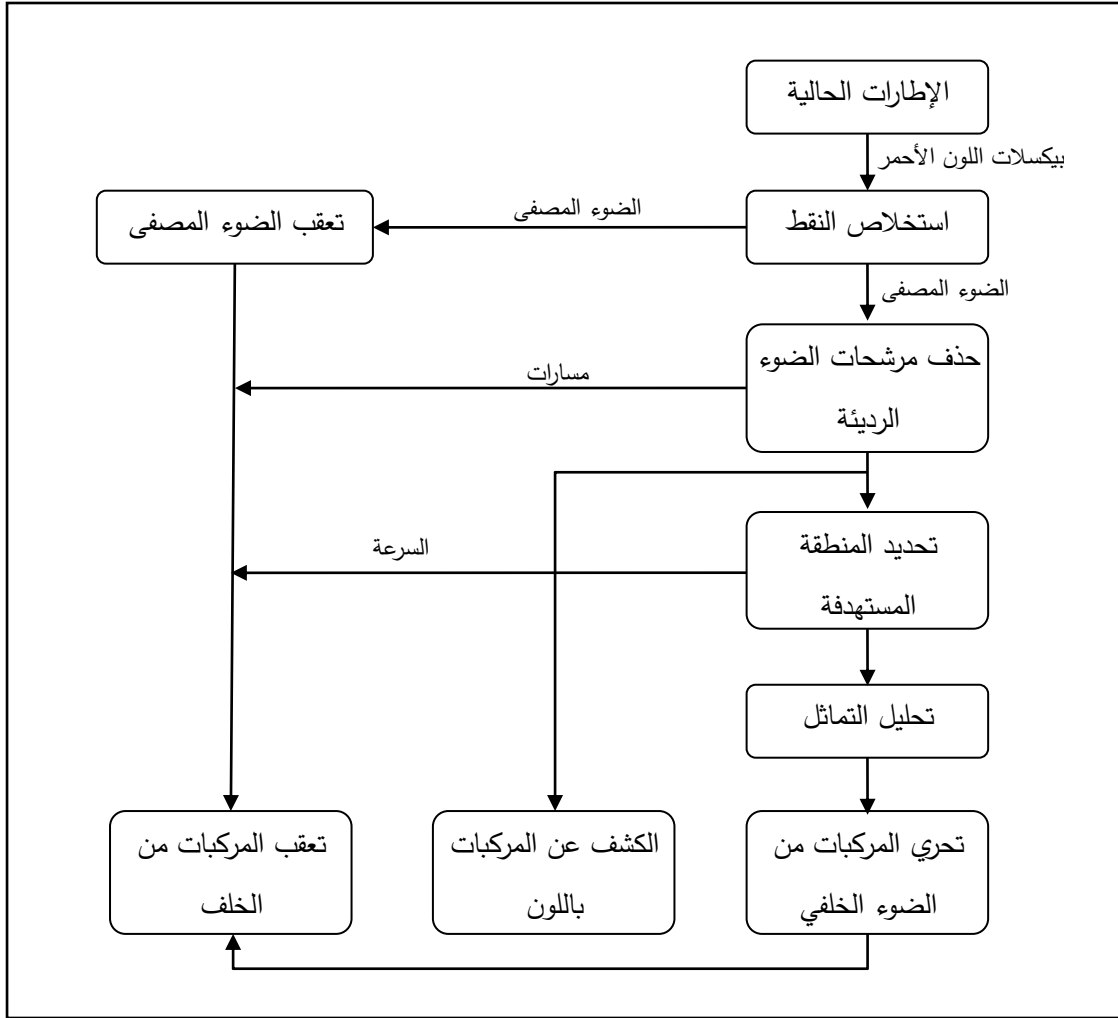 الإطارات الحالية
بيكسلات اللون الأحمر
استخلاص النقط
الضوء المصفى
تعقب الضوء المصفى
الضوء المصفى
حذف مرشحات الضوء
الرديئة
مسارات
تحديد المنطقة
المستهدفة
السرعة
تحليل التماثل
تحري المركبات من
الضوء الخلفي
الكشف عن المركبات
باللون
تعقب المركبات من
الخلف